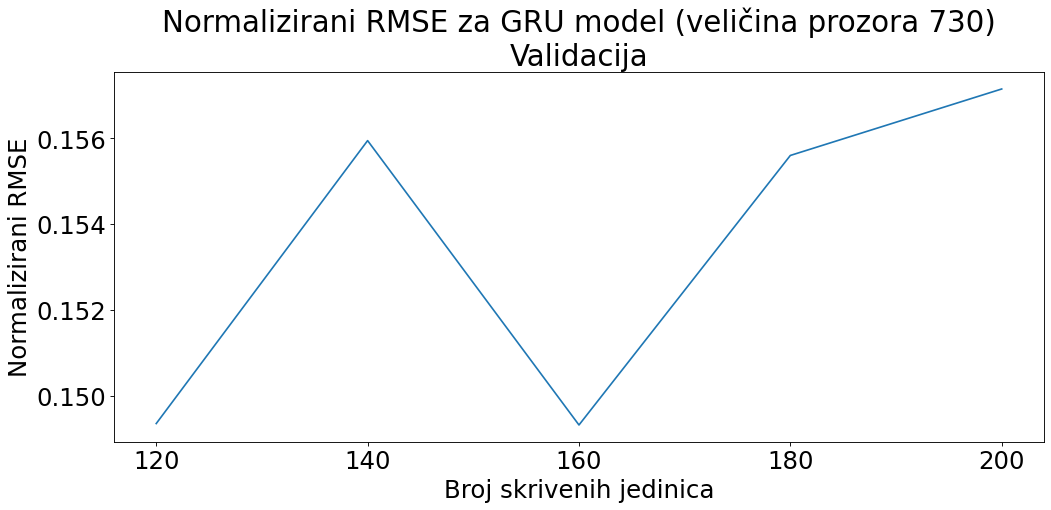 Normalizirani RMSE za GRU model (veličina prozora 730)
Validacija
Normalizirani RMSE
0.156
0.154
0.152
0.150
120 140 160 180 200
Broj skrivenih jedinica